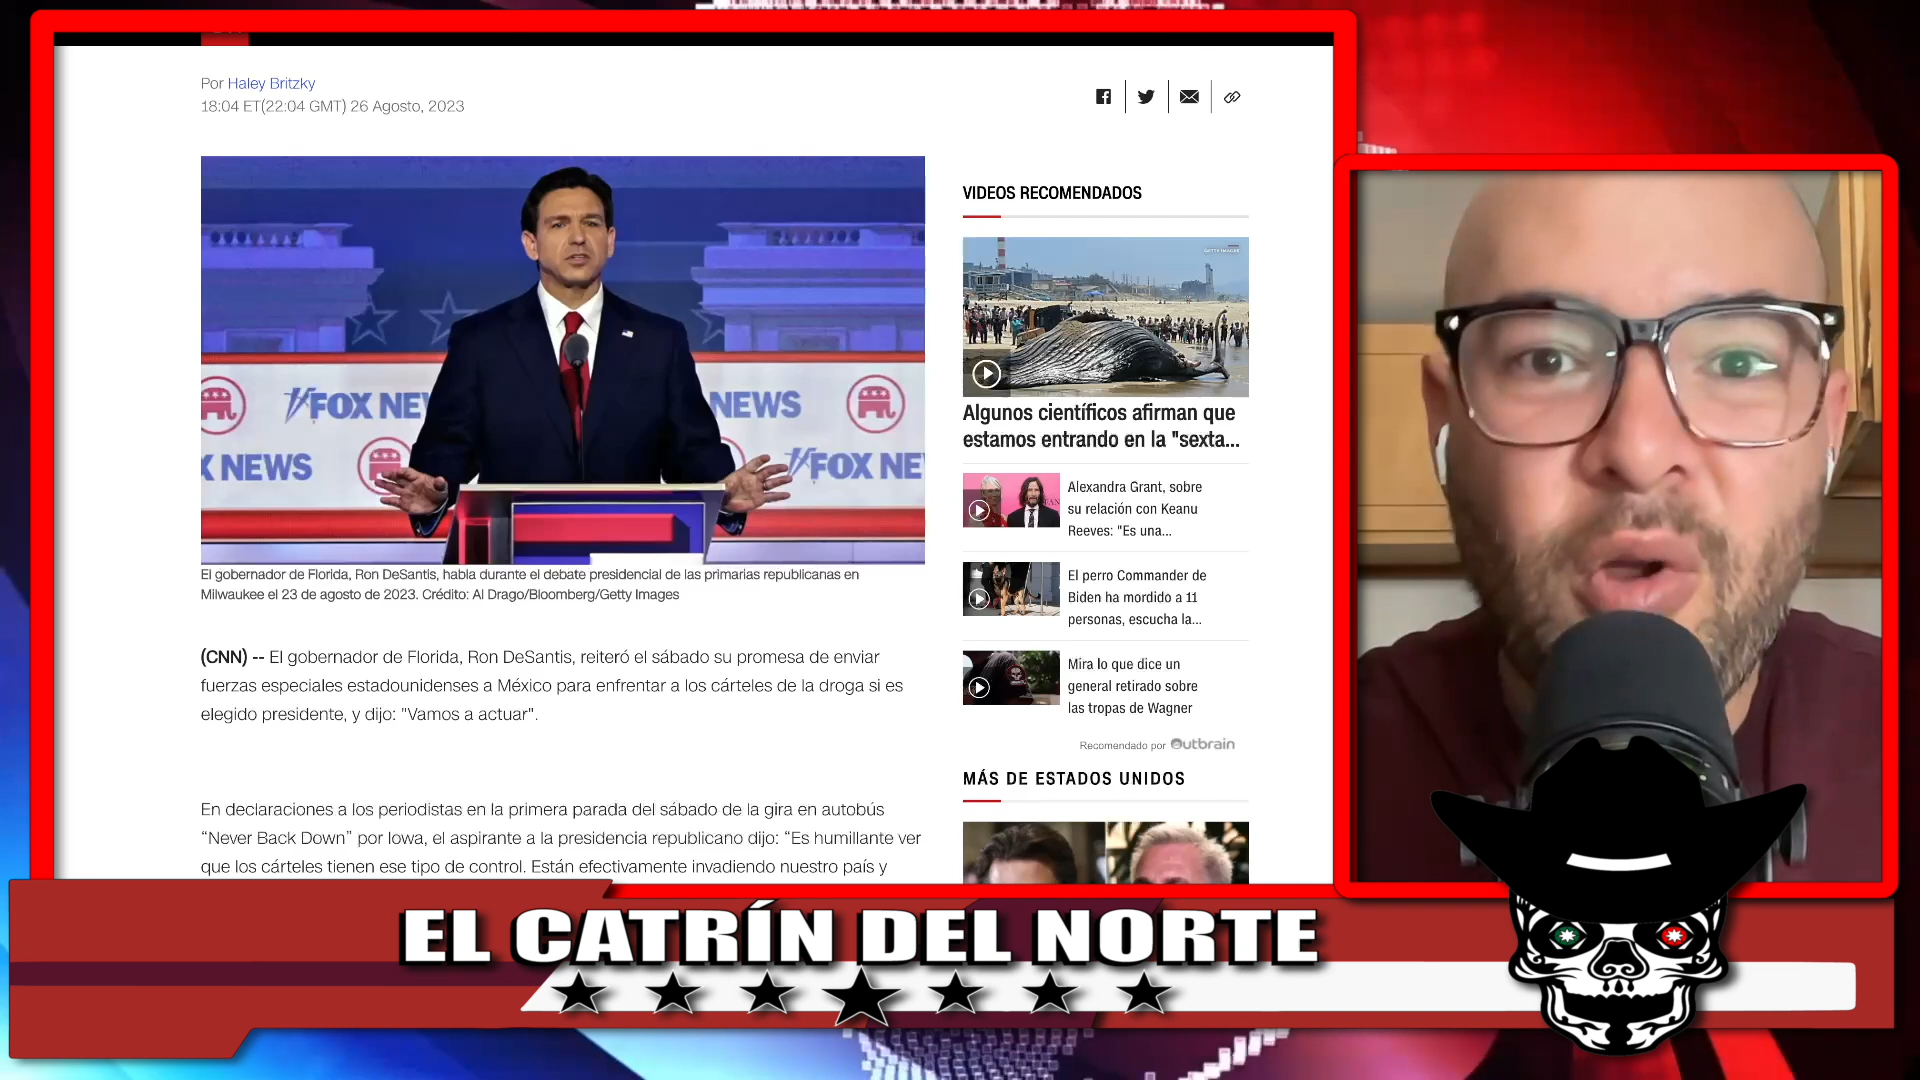 Por Haley Britzky
18:04 ET(22:04 GMT) 26 Agosto, 2023
FOX NEW
NEWS
X NEWS
FOX NE
El gobernador de Florida, Ron DeSantis, habla durante el debate presidencial de las primarias republicanas en
Milwaukee el 23 de agosto de 2023. Crédito: Al Drago/Bloomberg/Getty Images
(CNN) -- El gobernador de Florida, Ron DeSantis, reiteró el sábado su promesa de enviar
fuerzas especiales estadounidenses a México para enfrentar a los cárteles de la droga si es
elegido presidente, y dijo: "Vamos a actuar".
En declaraciones a los periodistas en la primera parada del sábado de la gira en autobús
“Never Back Down” por Iowa, el aspirante a la presidencia republicano dijo: “Es humillante ver
que los cárteles tienen ese tipo de control. Están efectivamente invadiendo nuestro país y
VIDEOS RECOMENDADOS
GETTY IMAGES
Algunos científicos afirman que
estamos entrando en la "sexta...
Alexandra Grant, sobre
su relación con Keanu
Reeves: "Es una...
El perro Commander de
Biden ha mordido a 11
personas, escucha la...
Mira lo que dice un
general retirado sobre
las tropas de Wagner
Recomendado por Outbrain
MÁS DE ESTADOS UNIDOS
EL CATRÍN DEL NORTE